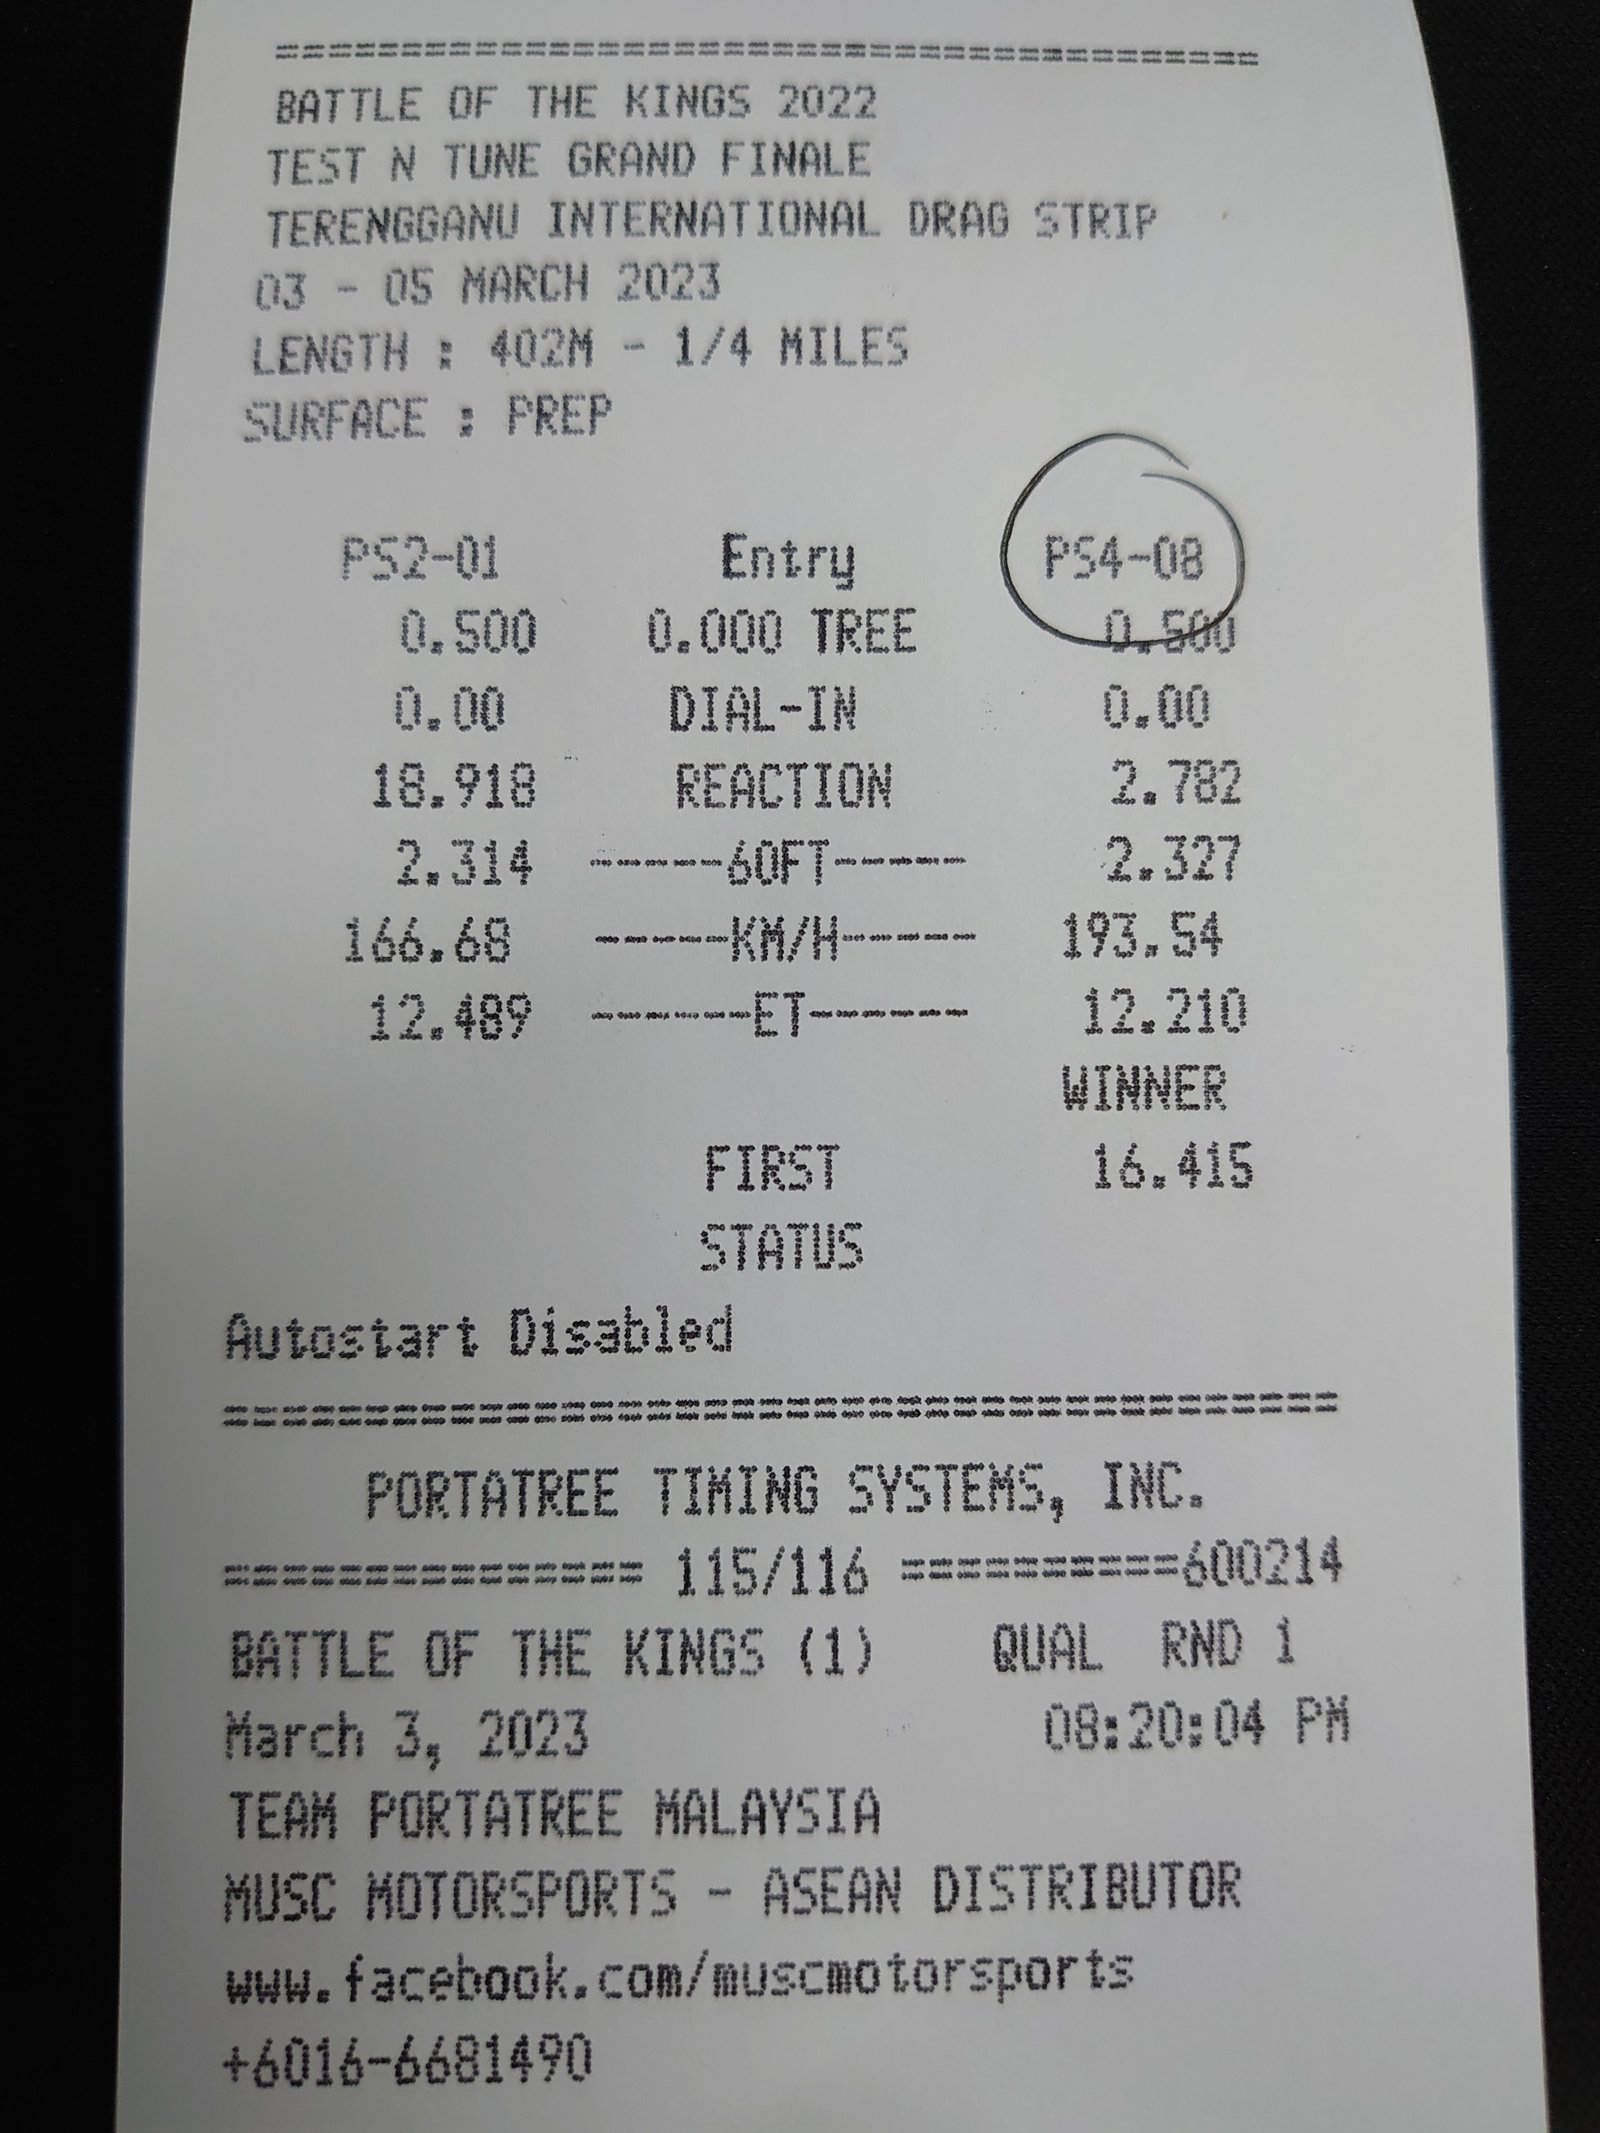 ==========================================
BATTLE OF THE KINGS 2022
TEST N TUNE GRAND FINALE
TERENGGANU INTERNATIONAL DRAG STRIP
03 - 05 MARCH 2023
LENGTH : 402M - 1/4 MILES
SURFACE : PREP
PS2-01 Entry PS4-08
0.500 0.000 TREE 0.500
0.00 DIAL-IN 0.00
18.918 REACTION 2.782
2.314 -------60FT------- 2.327
166.68 -------KM/H------- 193.54
12.489 --------ET-------- 12.210
WINNER
FIRST 16.415
STATUS
Autostart Disabled
========================================
PORTATREE TIMING SYSTEMS, INC.
=============== 115/116 ==========600214
BATTLE OF THE KINGS (1) QUAL RND 1
March 3, 2023 08:20:04 PM
TEAM PORTATREE MALAYSIA
MUSC MOTORSPORTS - ASEAN DISTRIBUTOR
www.facebook.com/muscmotorsports
+6016-6681490